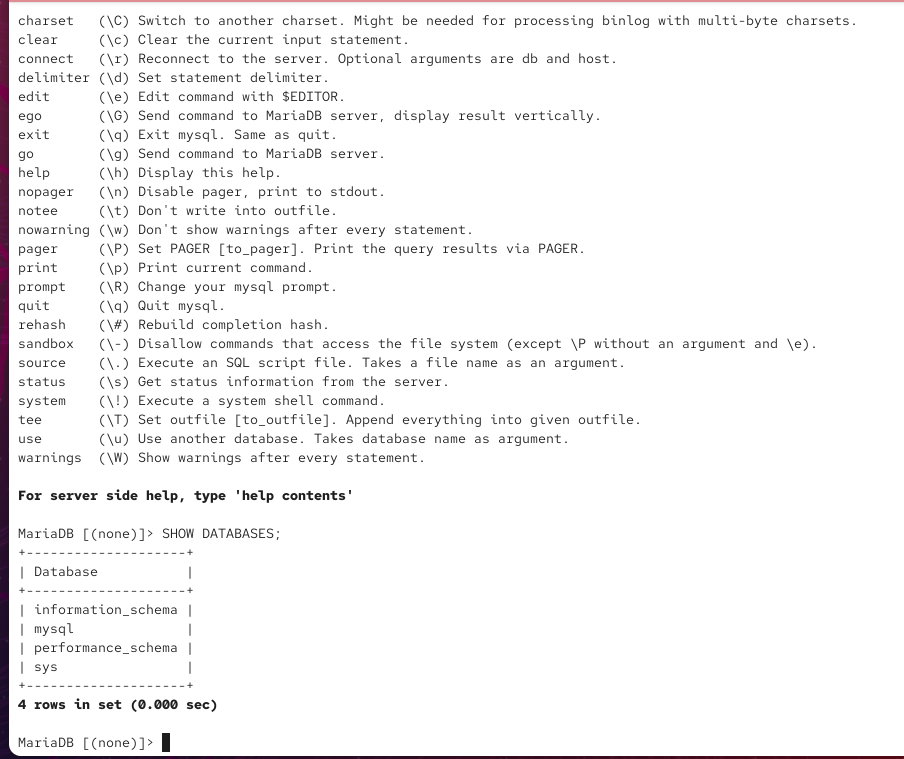 charset   (\C) Switch to another charset. Might be needed for processing binlog with multi-byte charsets.
clear     (\c) Clear the current input statement.
connect   (\r) Reconnect to the server. Optional arguments are db and host.
delimiter (\d) Set statement delimiter.
edit      (\e) Edit command with $EDITOR.
ego       (\G) Send command to MariaDB server, display result vertically.
exit      (\q) Exit mysql. Same as quit.
go        (\g) Send command to MariaDB server.
help      (\h) Display this help.
nopager   (\n) Disable pager, print to stdout.
notee     (\t) Don't write into outfile.
nowarning (\w) Don't show warnings after every statement.
pager     (\P) Set PAGER [to_pager]. Print the query results via PAGER.
print     (\p) Print current command.
prompt    (\R) Change your mysql prompt.
quit      (\q) Quit mysql.
rehash    (\#) Rebuild completion hash.
sandbox   (\-) Disallow commands that access the file system (except \P without an argument and \e).
source    (\.) Execute an SQL script file. Takes a file name as an argument.
status    (\s) Get status information from the server.
system    (\!) Execute a system shell command.
tee       (\T) Set outfile [to_outfile]. Append everything into given outfile.
use       (\u) Use another database. Takes database name as argument.
warnings  (\W) Show warnings after every statement.

For server side help, type 'help contents'

MariaDB [(none)]> SHOW DATABASES;
+--------------------+
| Database           |
+--------------------+
| information_schema |
| mysql              |
| performance_schema |
| sys                |
+--------------------+
4 rows in set (0.000 sec)

MariaDB [(none)]>